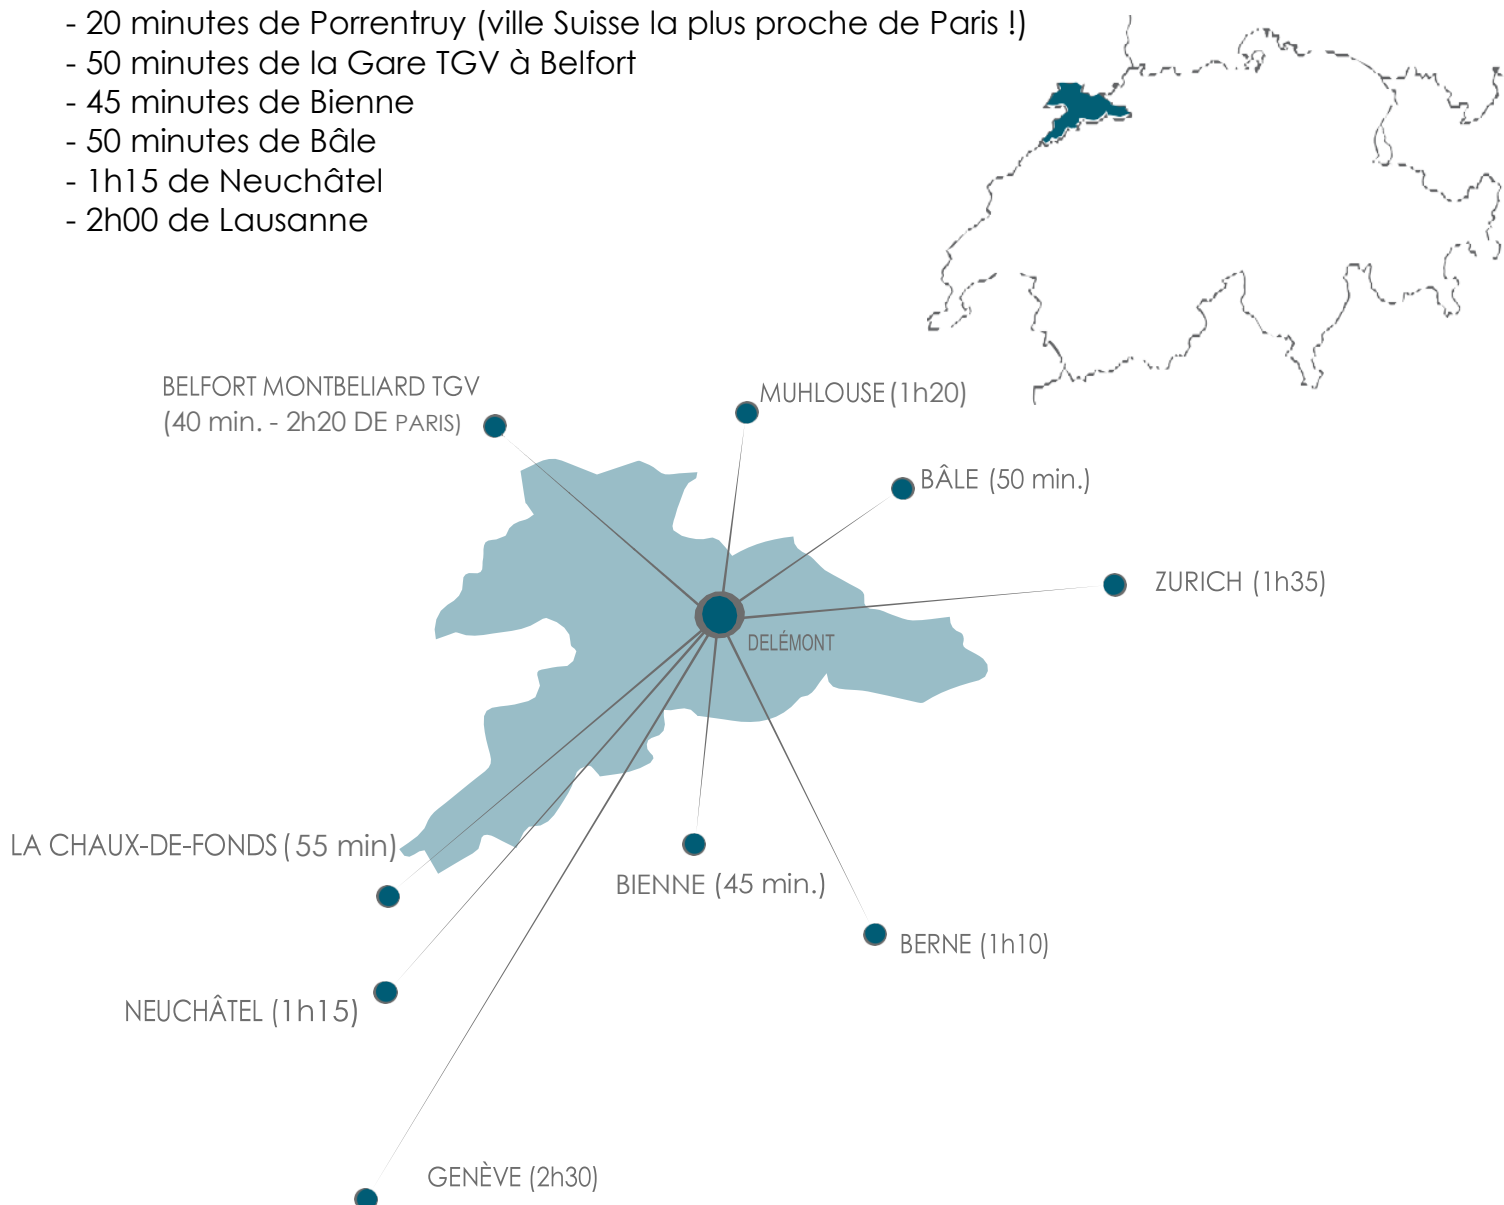 - 20 minutes de Porrentruy (ville Suisse la plus proche de Paris !)
- 50 minutes de la Gare TGV à Belfort
- 45 minutes de Bienne
- 50 minutes de Bâle
- 1h15 de Neuchâtel
- 2h00 de Lausanne
BELFORT MONTBELIARD TGV
(40 min. - 2h20 DE PARIS)
MUHLOUSE (1h20)
BÂLE (50 min.)
ZURICH (1h35)
DELÉMONT
LA CHAUX-DE-FONDS ( 55 min)
BIENNE (45 min.)
BERNE (1h10)
NEUCHÂTEL (1h15)
GENÈVE (2h30)